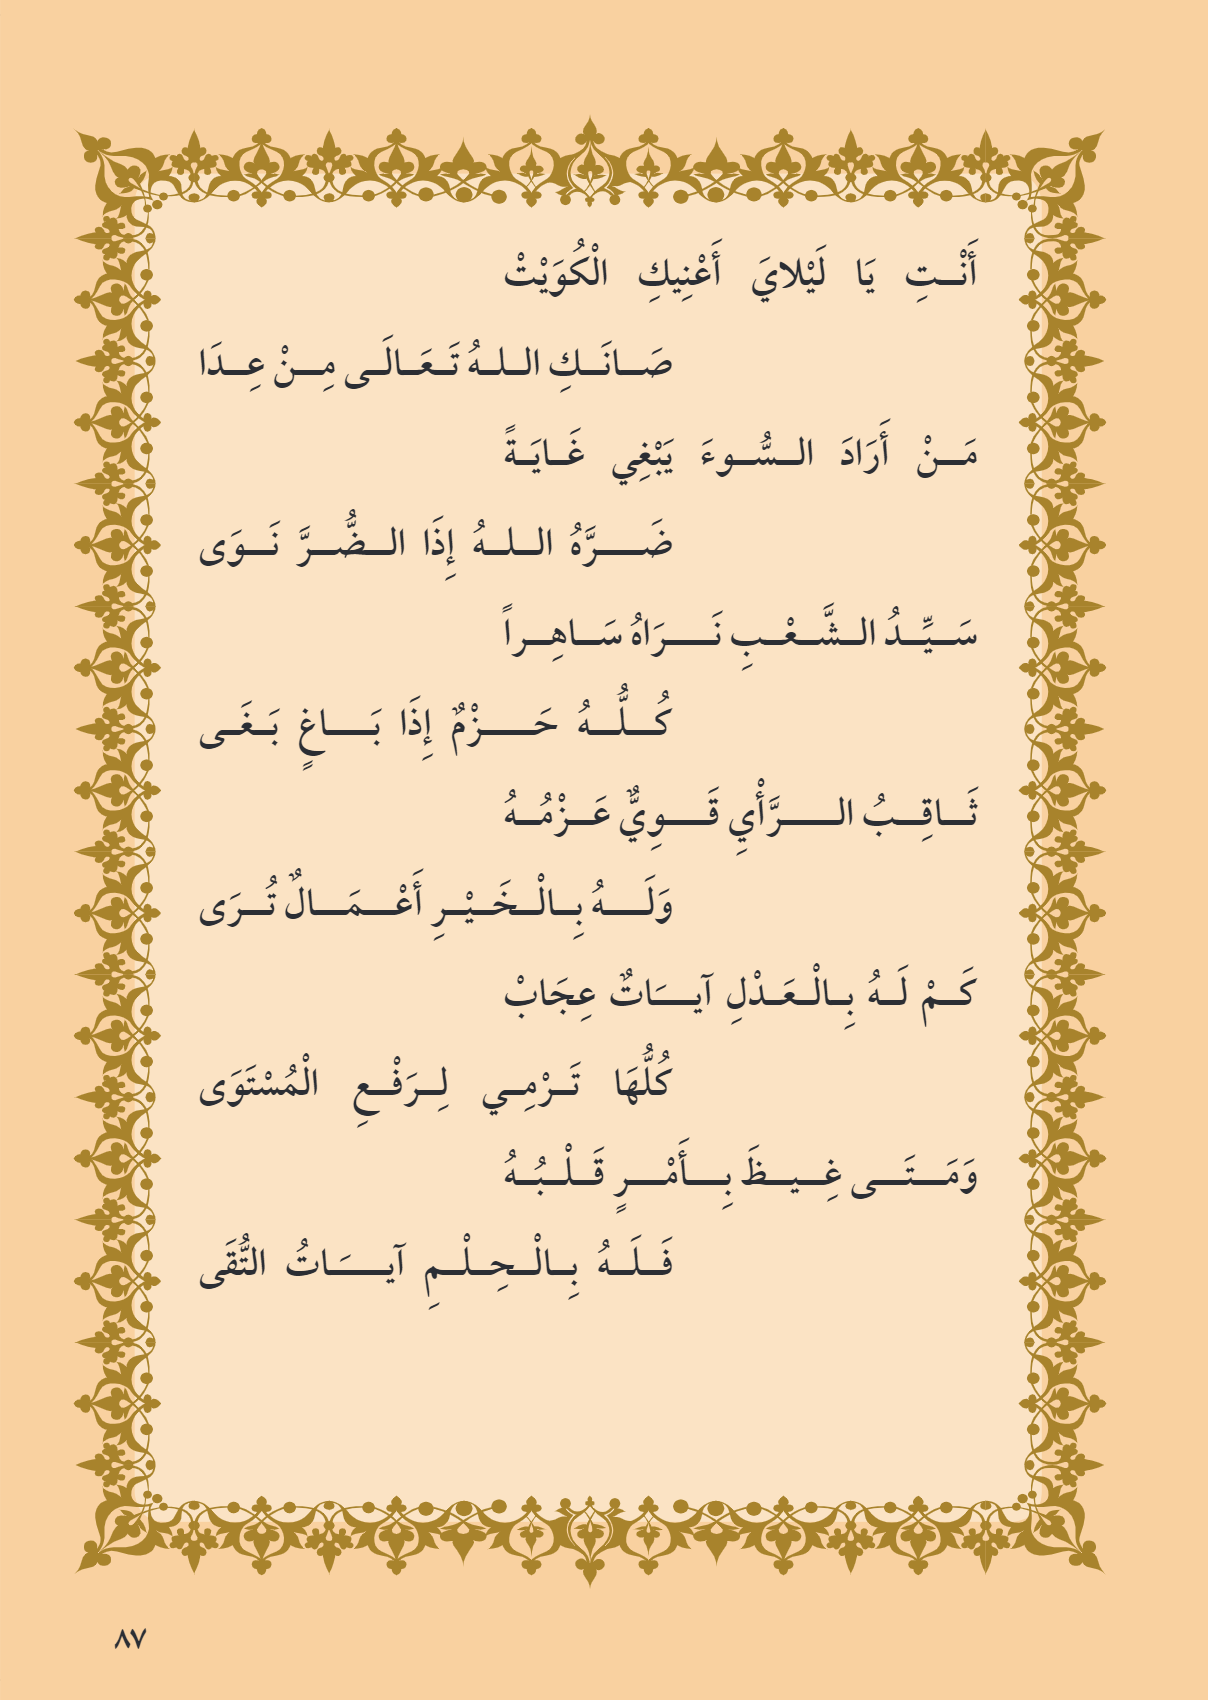 أَنْتِ يَا لَيْلايَ أَعْنِيكِ الْكُوَيْتْ
صَانَكِ اللهُ تَعَالَى مِنْ عِدَا
مَنْ أَرَادَ السُّوءَ يَبْغِي غَايَةً
ضَرَّهُ اللهُ إِذَا الضُّرَّ نَوَى
سَيِّدُ الشَّعْبِ نَرَاهُ سَاهِراً
كُلُّهُ حَزْمٌ إِذَا بَاغٍ بَغَى
ثَاقِبُ الرَّأْيِ قَوِيٌّ عَزْمُهُ
وَلَهُ بِالْخَيْرِ أَعْمَالٌ تُرَى
كَمْ لَهُ بِالْعَدْلِ آيَاتٌ عِجَابْ
كُلُّهَا تَرْمِي لِرَفْعِ الْمُسْتَوَى
وَمَتَى غِيظَ بِأَمْرٍ قَلْبُهُ
فَلَهُ بِالْحِلْمِ آيَاتُ التُّقَى
٨٧